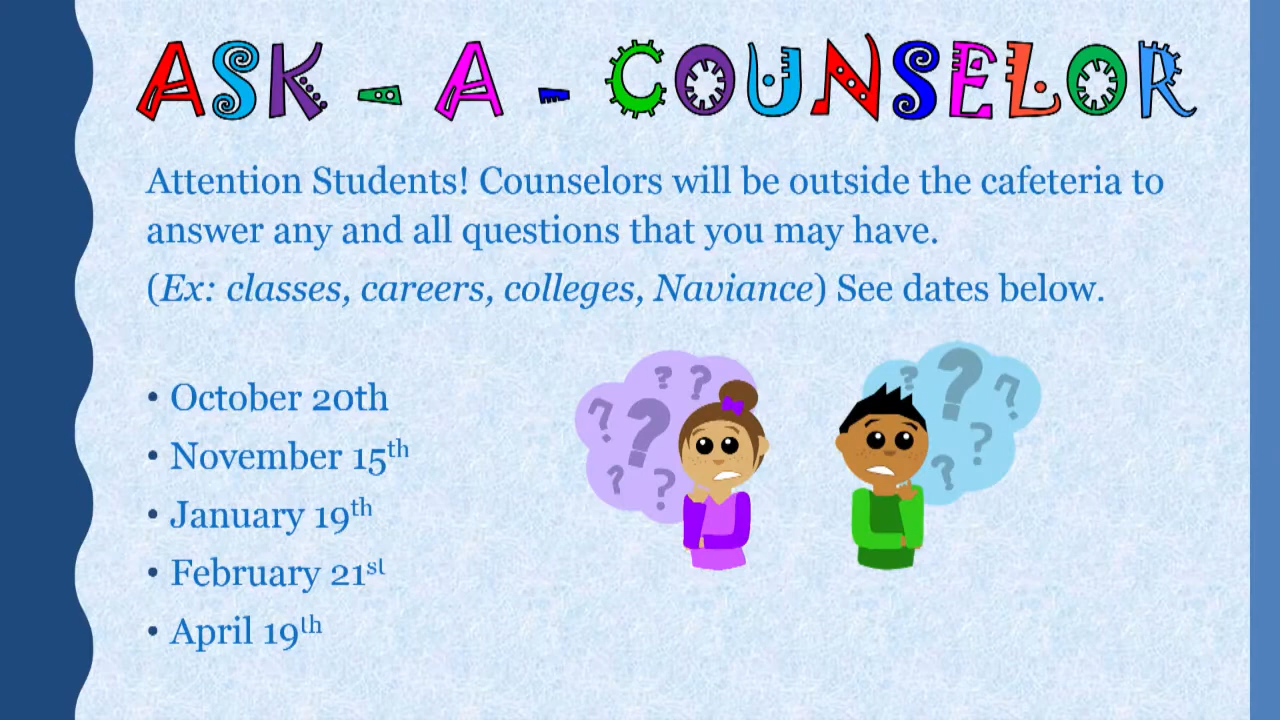 ASK - A - COUNSELOR
Attention Students! Counselors will be outside the cafeteria to
answer any and all questions that you may have.
(Ex: classes, careers, colleges, Naviance) See dates below.
• October 20th
• November 15th
• January 19th
• February 21st
• April 19th